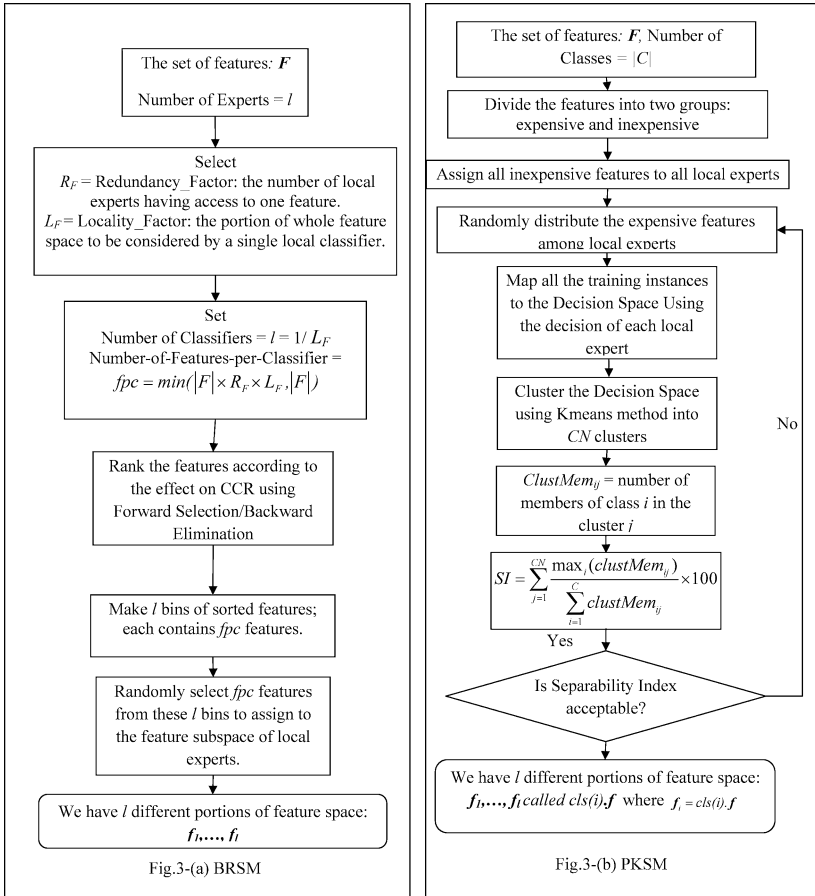 The set of features: F
Number of Experts = l
Select
R_F = Redundancy_Factor: the number of local
experts having access to one feature.
L_F = Locality_Factor: the portion of whole feature
space to be considered by a single local classifier.
Set
Number of Classifiers = l = 1/ L_F
Number-of-Features-per-Classifier =
fpc = min(|F| × R_F × L_F, |F|)
Rank the features according to
the effect on CCR using
Forward Selection/Backward
Elimination
Make l bins of sorted features;
each contains fpc features.
Randomly select fpc features
from these l bins to assign to
the feature subspace of local
experts.
We have l different portions of feature space:
f_1,…, f_l
Fig.3-(a) BRSM
The set of features: F, Number of
Classes = |C|
Divide the features into two groups:
expensive and inexpensive
Assign all inexpensive features to all local experts
Randomly distribute the expensive features
among local experts
Map all the training instances
to the Decision Space Using
the decision of each local
expert
Cluster the Decision Space
using Kmeans method into
CN clusters
No
ClustMem_ij = number of
members of class i in the
cluster j
SI = ∑_{j=1}^{CN} max_i(clustMem_ij) / ∑_{i=1}^{C} clustMem_ij ×100
Yes
Is Separability Index
acceptable?
We have l different portions of feature space:
f_1,…, f_l called cls(i).f where f_i = cls(i).f
Fig.3-(b) PKSM